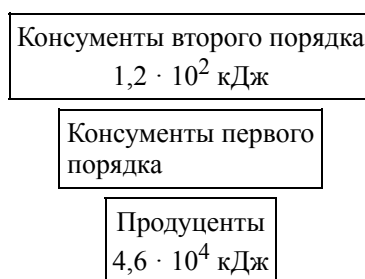 Консументы второго порядка
1,2 · 10² кДж
Консументы первого
порядка
Продуценты
4,6 · 10⁴ кДж